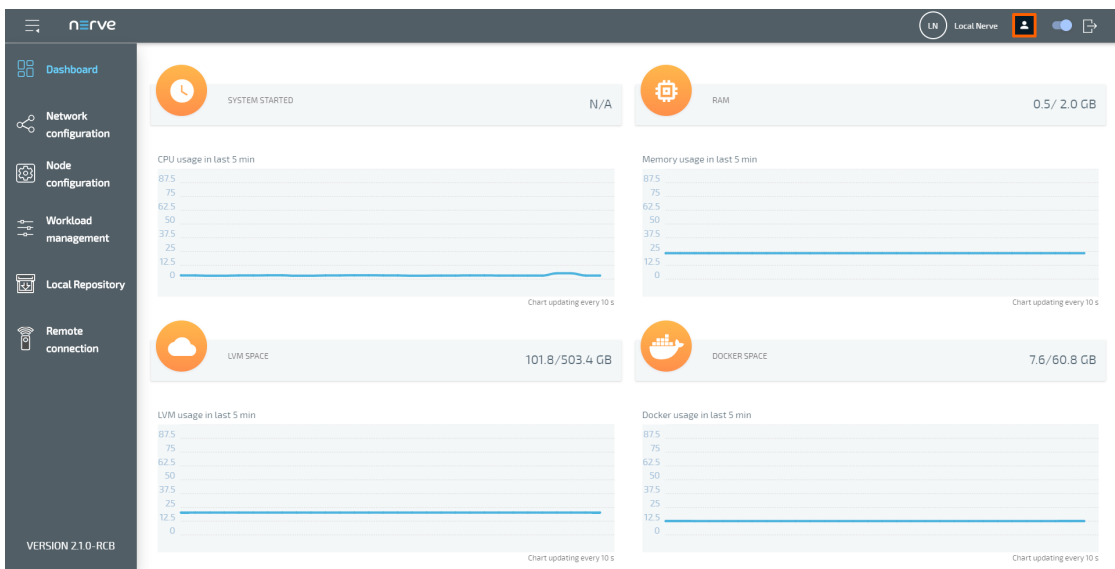 nerve
LN Local Nerve
Dashboard
Network
configuration
Node
configuration
Workload
management
Local Repository
Remote
connection
VERSION 2.1.0-RCB
SYSTEM STARTED N/A
RAM 0.5/ 2.0 GB
CPU usage in last 5 min
87.5
75
62.5
50
37.5
25
12.5
0
Chart updating every 10 s
Memory usage in last 5 min
87.5
75
62.5
50
37.5
25
12.5
0
Chart updating every 10 s
LVM SPACE 101.8/503.4 GB
DOCKER SPACE 7.6/60.8 GB
LVM usage in last 5 min
87.5
75
62.5
50
37.5
25
12.5
0
Chart updating every 10 s
Docker usage in last 5 min
87.5
75
62.5
50
37.5
25
12.5
0
Chart updating every 10 s